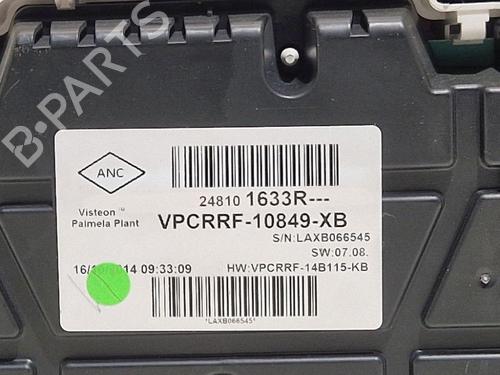 B-PARTS
ANC
24810 1633R---
Visteon™
Palmela Plant
VPCRRF-10849-XB
S/N:LAXB066545
SW:07.08.
09:33:09
HW:VPCRRF-14B115-KB
*LAXB066545*